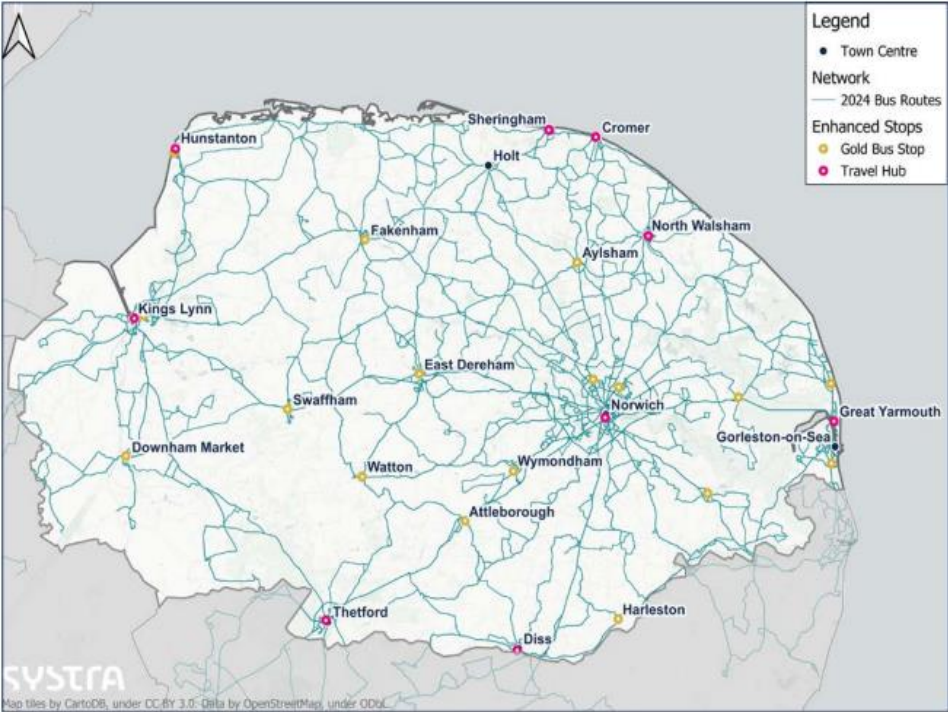 Legend
Town Centre
Network
2024 Bus Routes
Enhanced Stops
Gold Bus Stop
Travel Hub
Sheringham
Cromer
Hunstanton
Holt
Fakenham
North Walsham
Aylsham
Kings Lynn
East Dereham
Swaffham
Norwich
Great Yarmouth
Gorleston-on-Sea
Downham Market
Watton
Wymondham
Attleborough
Thetford
Harleston
Diss
SYSTRA
Map tiles by CartoDB, under CC BY 3.0. Data by OpenStreetMap, under ODbL.